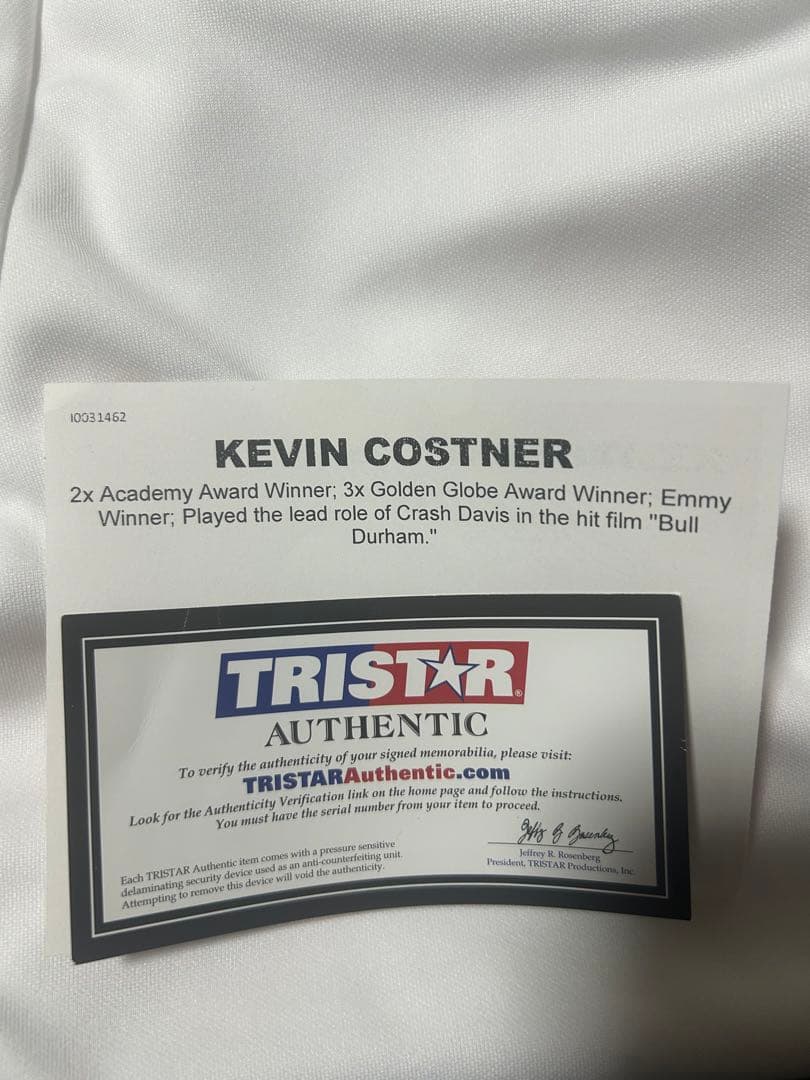 I0031462
KEVIN COSTNER
2x Academy Award Winner; 3x Golden Globe Award Winner; Emmy
Winner; Played the lead role of Crash Davis in the hit film "Bull
Durham."
TRISTAR®
AUTHENTIC
To verify the authenticity of your signed memorabilia, please visit:
TRISTARAuthentic.com
Look for the Authenticity Verification link on the home page and follow the instructions.
You must have the serial number from your item to proceed.
Each TRISTAR Authentic item comes with a pressure sensitive
delaminating security device used as an anti-counterfeiting unit.
Attempting to remove this device will void the authenticity.
Jeffrey R. Rosenberg
President, TRISTAR Productions, Inc.